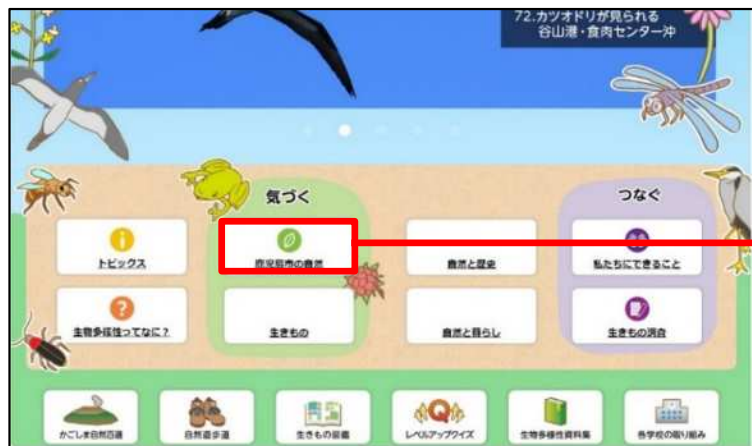 72.カツオドリが見られる
谷山港・食肉センター沖
気づく
つなぐ
トピックス
鹿児島市の自然
自然と歴史
私たちにできること
生物多様性ってなに?
生きもの
自然と暮らし
生きもの調査
かごしま自然百選
自然遊歩道
生きもの図鑑
レベルアップクイズ
生物多様性資料集
各学校の取り組み